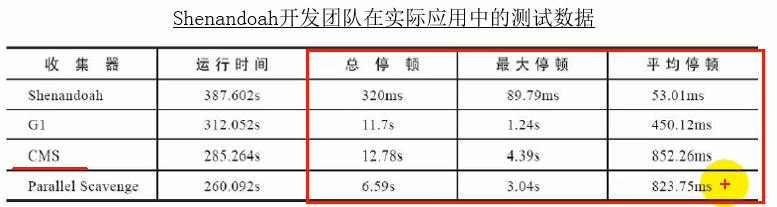 Shenandoah开发团队在实际应用中的测试数据
收集器 运行时间 总停顿 最大停顿 平均停顿
Shenandoah 387.602s 320ms 89.79ms 53.01ms
G1 312.052s 11.7s 1.24s 450.12ms
CMS 285.264s 12.78s 4.39s 852.26ms
Parallel Scavenge 260.092s 6.59s 3.04s 823.75ms